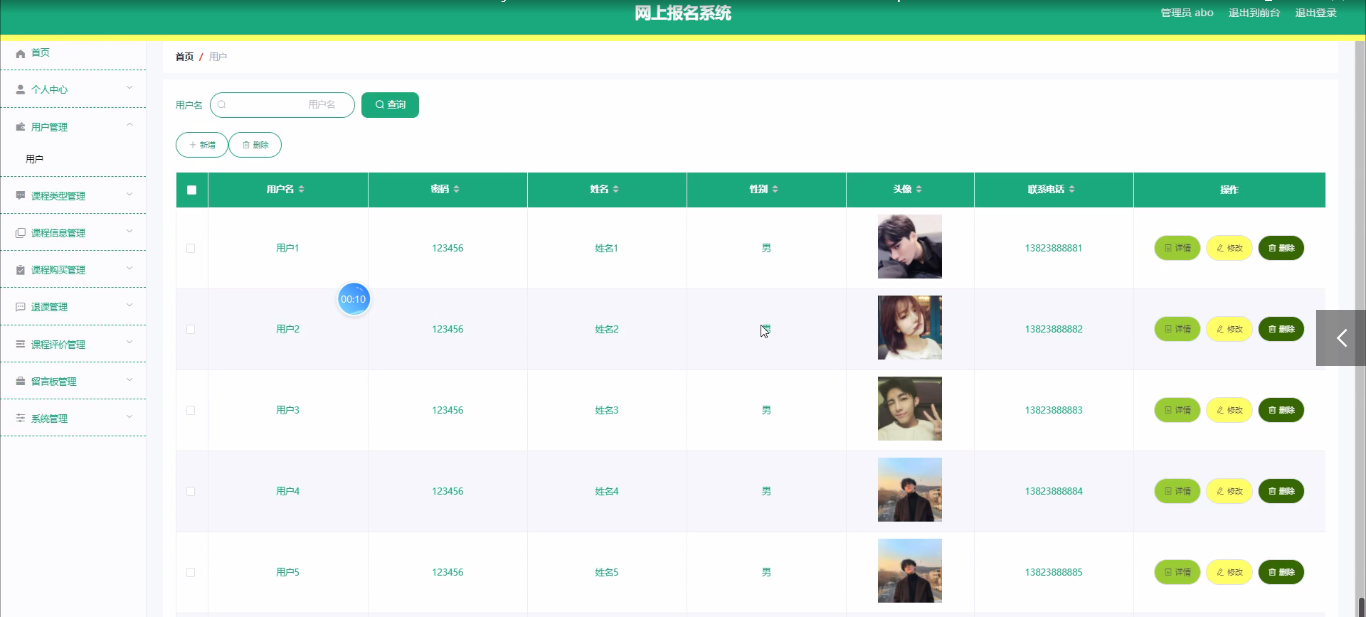 网上报名系统
管理员 abo 退出到前台 退出登录
首页
个人中心
用户管理
用户
课程类型管理
课程信息管理
课程购买管理
退课管理
课程评价管理
留言板管理
系统管理
首页 / 用户
用户名 用户名 查询
新增 删除
用户名 密码 姓名 性别 头像 联系电话 操作
用户1 123456 姓名1 男 13823888881 详情 修改 删除
00:10
用户2 123456 姓名2 男 13823888882 详情 修改 删除
用户3 123456 姓名3 男 13823888883 详情 修改 删除
用户4 123456 姓名4 男 13823888884 详情 修改 删除
用户5 123456 姓名5 男 13823888885 详情 修改 删除